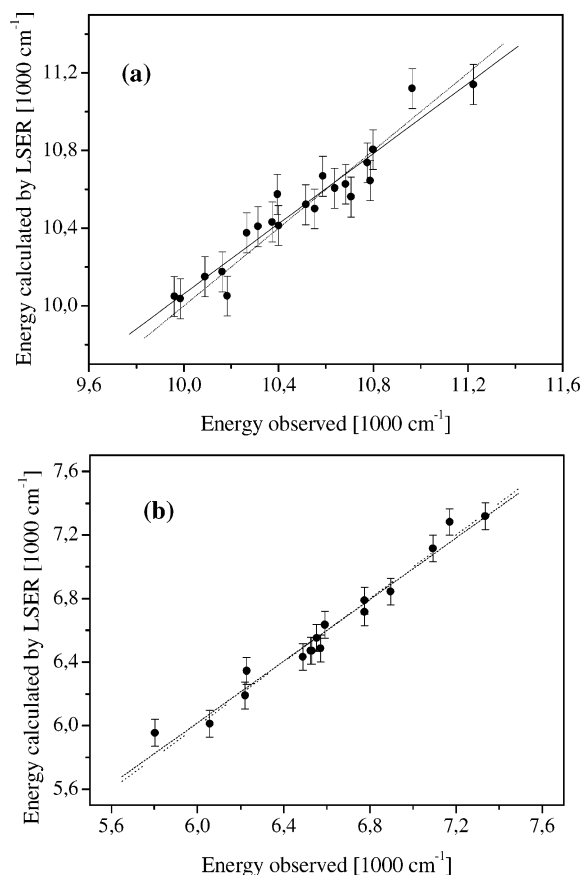 (a)
Energy calculated by LSER [1000 cm-1]
11,2
10,8
10,4
10,0
9,6 10,0 10,4 10,8 11,2 11,6
Energy observed [1000 cm-1]
(b)
Energy calculated by LSER [1000 cm-1]
7,6
7,2
6,8
6,4
6,0
5,6
5,6 6,0 6,4 6,8 7,2 7,6
Energy observed [1000 cm-1]